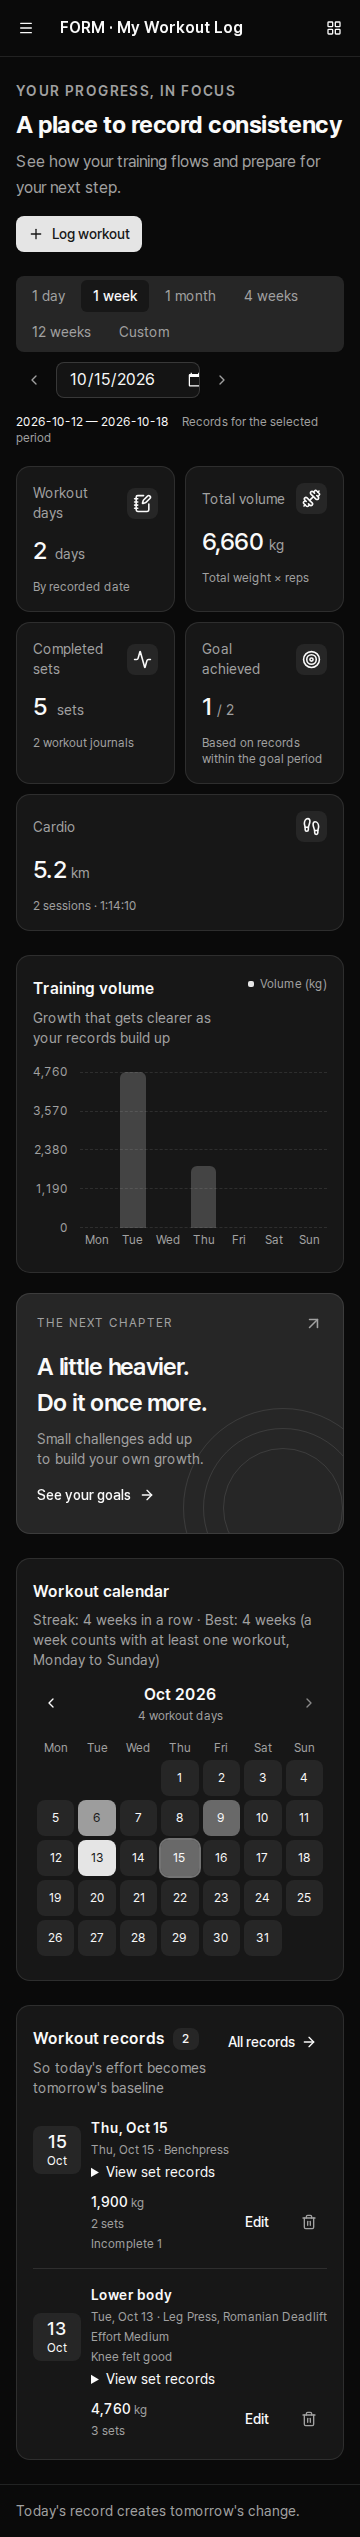 FORM · My Workout Log
YOUR PROGRESS, IN FOCUS
A place to record consistency
See how your training flows and prepare for
your next step.
Log workout
1 day 1 week 1 month 4 weeks
12 weeks Custom
10/15/2026
2026-10-12 — 2026-10-18 Records for the selected
period
Workout
days
2 days
By recorded date
Total volume
6,660 kg
Total weight × reps
Completed
sets
5 sets
2 workout journals
Goal
achieved
1 / 2
Based on records
within the goal period
Cardio
5.2 km
2 sessions · 1:14:10
Training volume
Volume (kg)
Growth that gets clearer as
your records build up
4,760
3,570
2,380
1,190
0
Mon Tue Wed Thu Fri Sat Sun
THE NEXT CHAPTER
A little heavier.
Do it once more.
Small challenges add up
to build your own growth.
See your goals
Workout calendar
Streak: 4 weeks in a row · Best: 4 weeks (a
week counts with at least one workout,
Monday to Sunday)
Oct 2026
4 workout days
Mon Tue Wed Thu Fri Sat Sun
1 2 3 4
5 6 7 8 9 10 11
12 13 14 15 16 17 18
19 20 21 22 23 24 25
26 27 28 29 30 31
Workout records 2
All records
So today's effort becomes
tomorrow's baseline
15
Oct
Thu, Oct 15
Thu, Oct 15 · Benchpress
View set records
1,900 kg
2 sets
Incomplete 1
Edit
13
Oct
Lower body
Tue, Oct 13 · Leg Press, Romanian Deadlift
Effort Medium
Knee felt good
View set records
4,760 kg
3 sets
Edit
Today's record creates tomorrow's change.